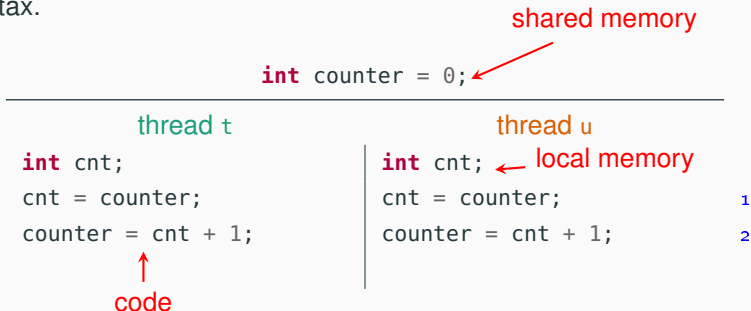 tax.
shared memory
int counter = 0;
thread t thread u
int cnt; int cnt; local memory
cnt = counter; cnt = counter; 1
counter = cnt + 1; counter = cnt + 1; 2
code